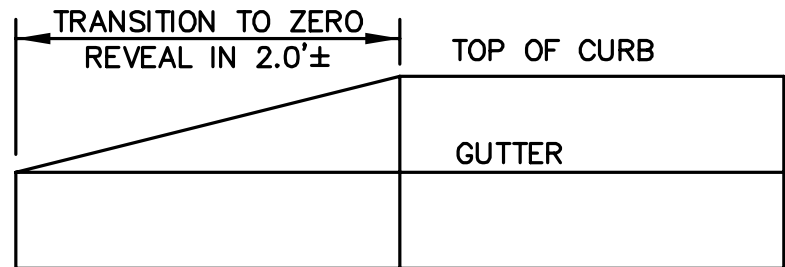 TRANSITION TO ZERO
REVEAL IN 2.0'±
TOP OF CURB
GUTTER